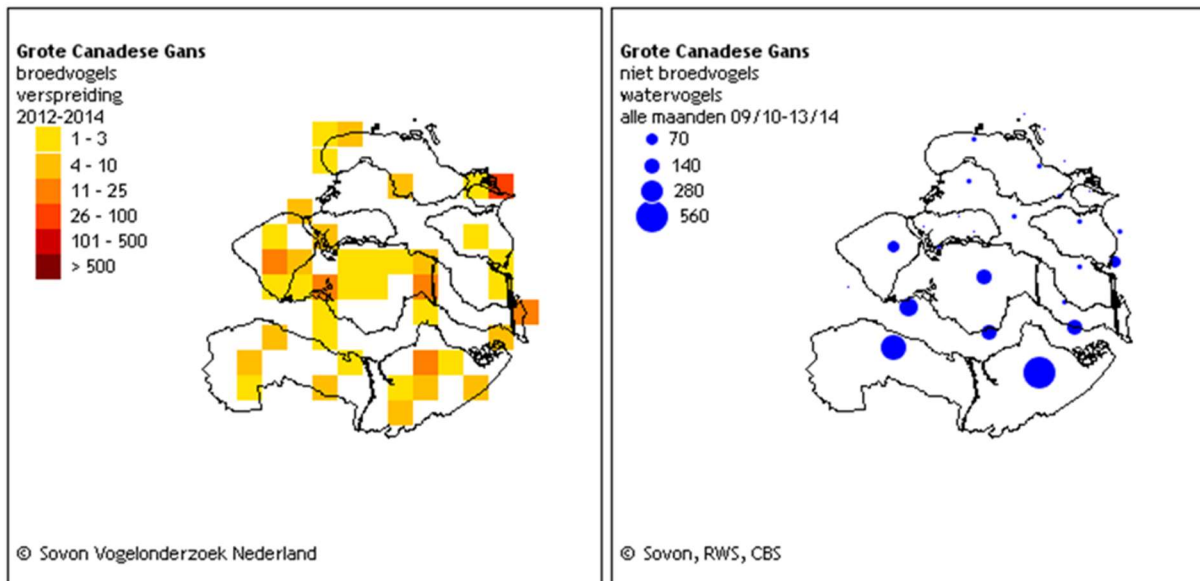 Grote Canadese Gans
broedvogels
verspreiding
2012-2014
1 - 3
4 - 10
11 - 25
26 - 100
101 - 500
> 500
© Sovon Vogelonderzoek Nederland
Grote Canadese Gans
niet broedvogels
watervogels
alle maanden 09/10-13/14
70
140
280
560
© Sovon, RWS, CBS